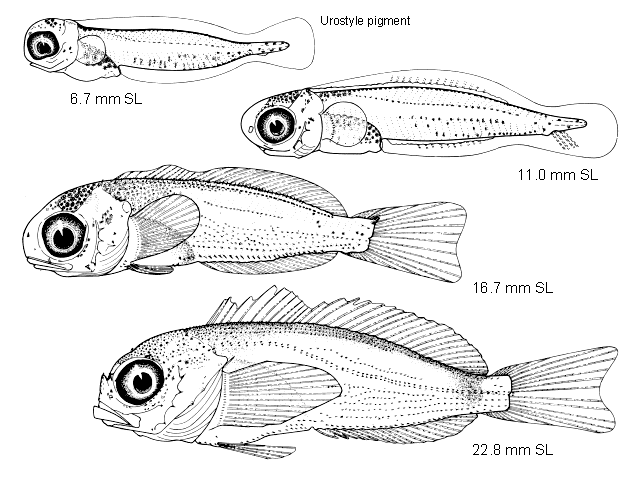 Urostyle pigment
6.7 mm SL
11.0 mm SL
16.7 mm SL
22.8 mm SL